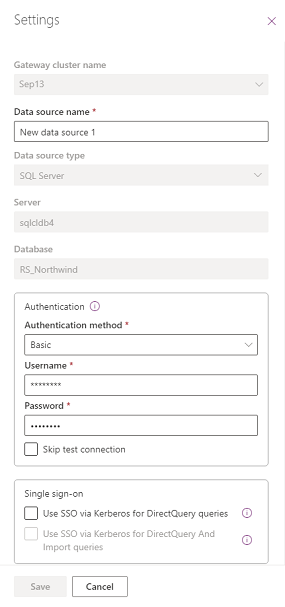 Settings
Gateway cluster name
Sep13
Data source name *
New data source 1
Data source type
SQL Server
Server
sqlcldb4
Database
RS_Northwind
Authentication
Authentication method *
Basic
Username *
********
Password *
••••••••
Skip test connection
Single sign-on
Use SSO via Kerberos for DirectQuery queries
Use SSO via Kerberos for DirectQuery And
Import queries
Save
Cancel